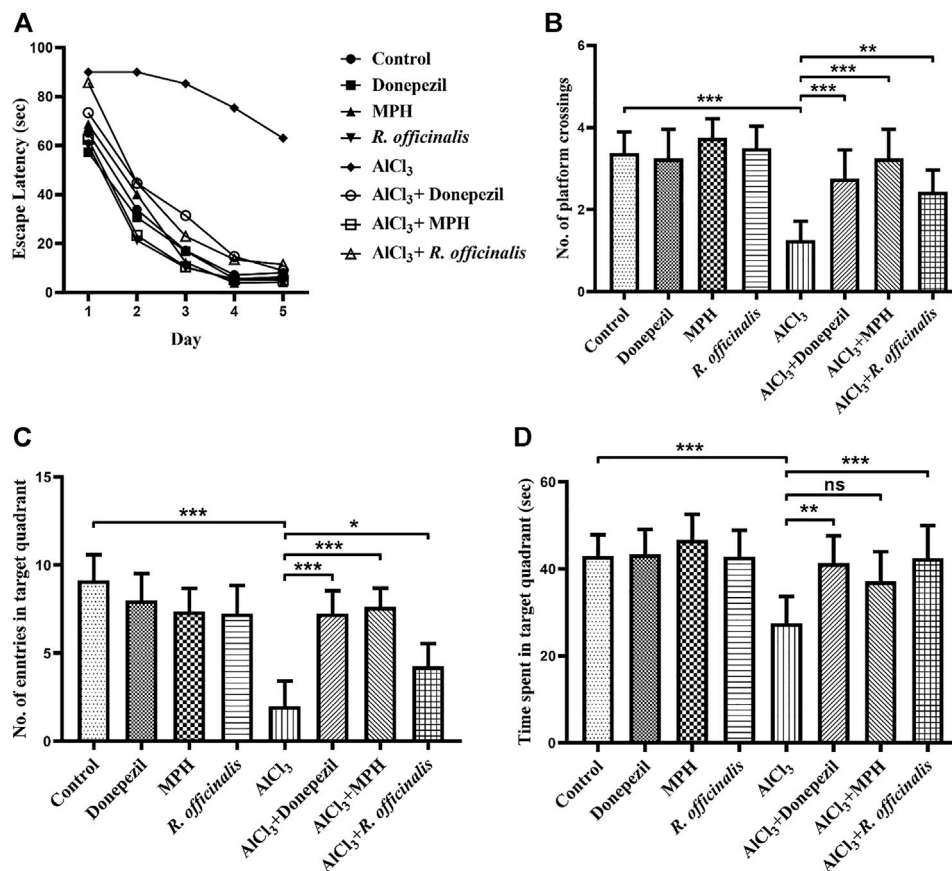 A
Escape Latency (sec)
100
80
60
40
20
0
1 2 3 4 5
Day
Control
Donepezil
MPH
R. officinalis
AlCl₃
AlCl₃+ Donepezil
AlCl₃+ MPH
AlCl₃+ R. officinalis
B
No. of platform crossings
6
4
2
0
**
***
*** ***
Control
Donepezil
MPH
R. officinalis
AlCl₃
AlCl₃+Donepezil
AlCl₃+MPH
AlCl₃+R. officinalis
C
No. of entries in target quadrant
15
10
5
0
***
*
***
***
Control
Donepezil
MPH
R. officinalis
AlCl₃
AlCl₃+Donepezil
AlCl₃+MPH
AlCl₃+R. officinalis
D
Time spent in target quadrant (sec)
60
40
20
0
***
***
ns
**
Control
Donepezil
MPH
R. officinalis
AlCl₃
AlCl₃+Donepezil
AlCl₃+MPH
AlCl₃+R. officinalis